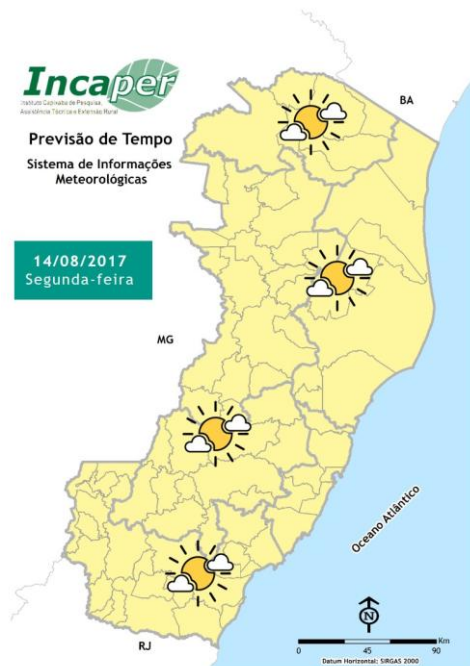 Incaper
Instituto Capixaba de Pesquisa,
Assistência Técnica e Extensão Rural
Previsão de Tempo
Sistema de Informações
Meteorológicas
14/08/2017
Segunda-feira
BA
MG
Oceano Atlântico
RJ
N
0 45 90
Km
Datum Horizontal: SIRGAS 2000